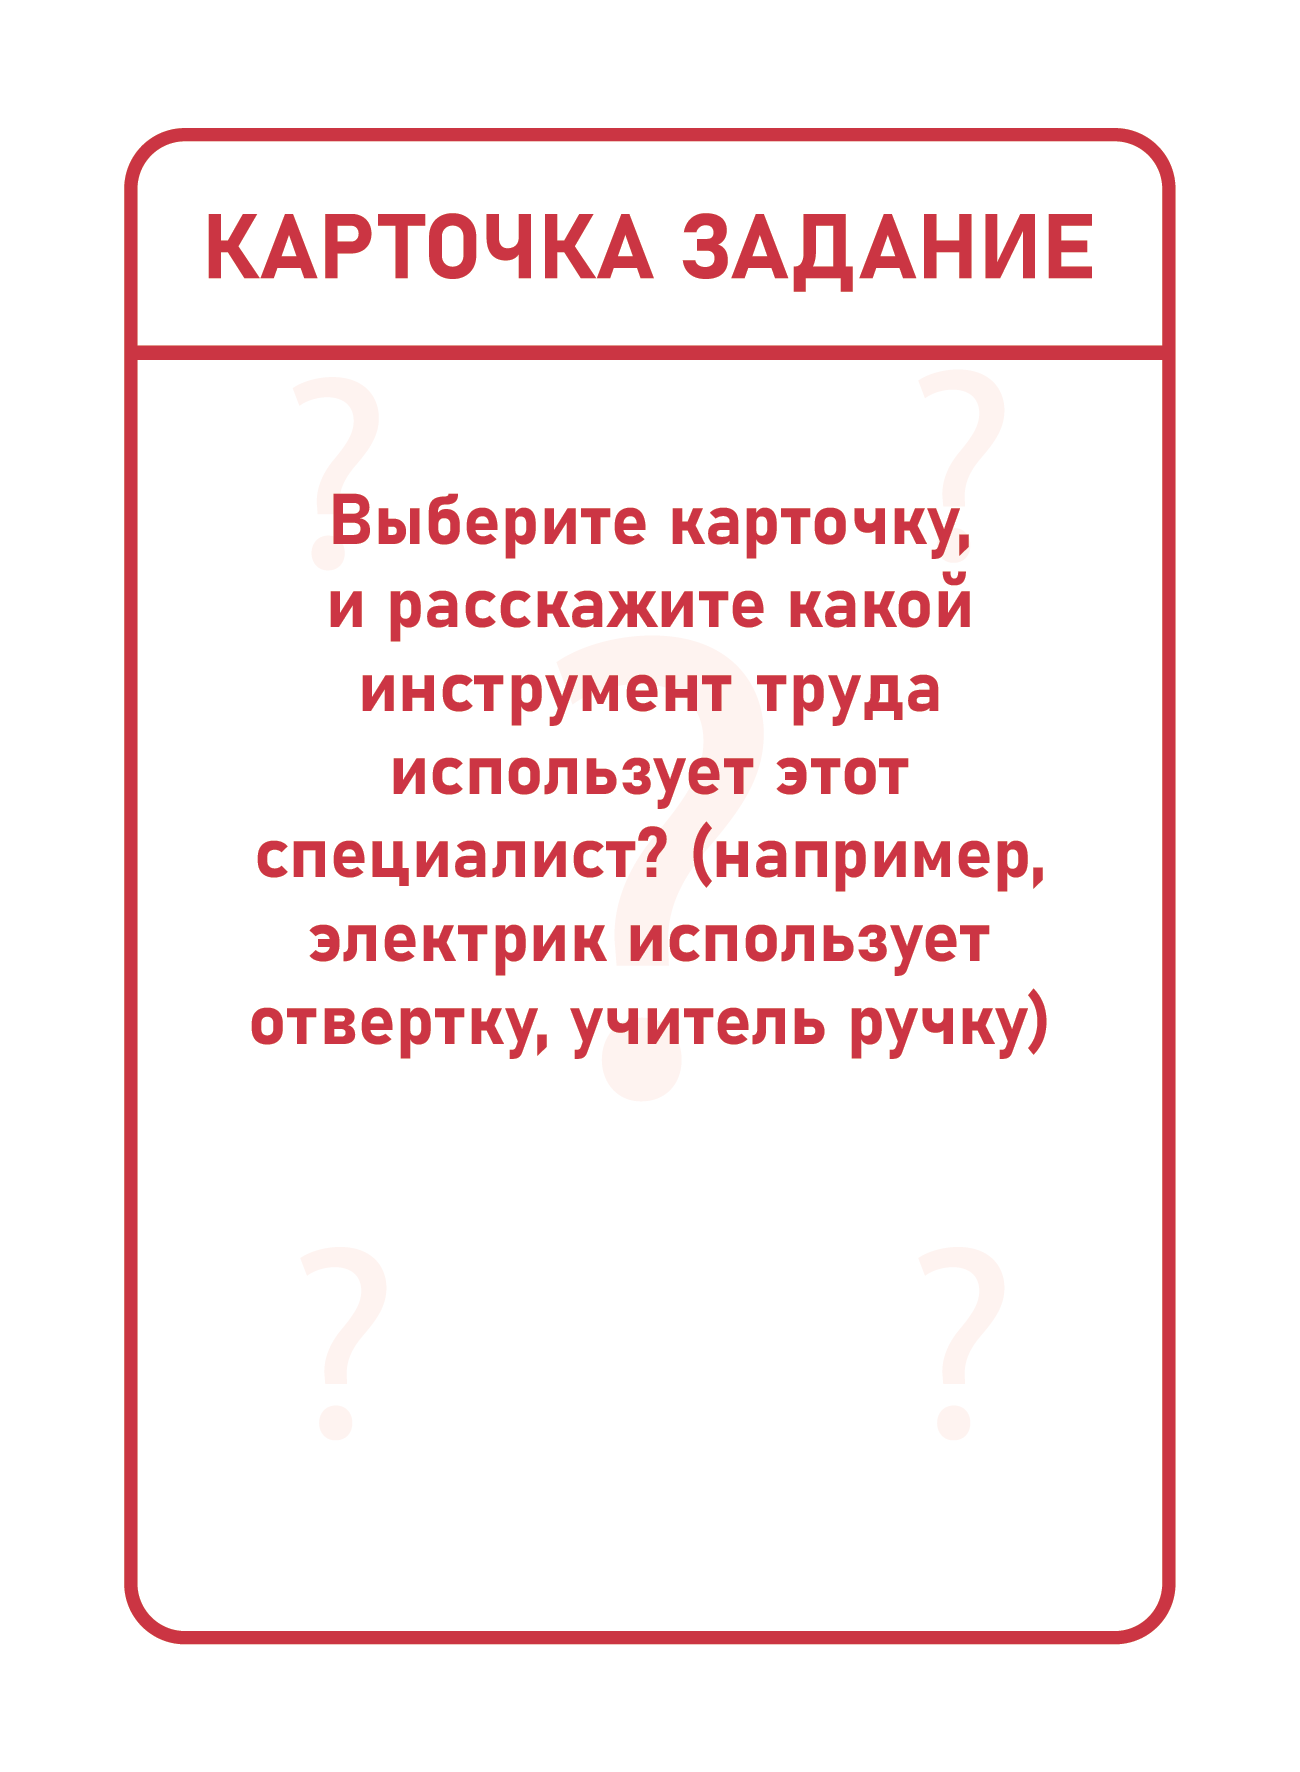 КАРТОЧКА ЗАДАНИЕ
Выберите карточку,
и расскажите какой
инструмент труда
использует этот
специалист? (например,
электрик использует
отвертку, учитель ручку)